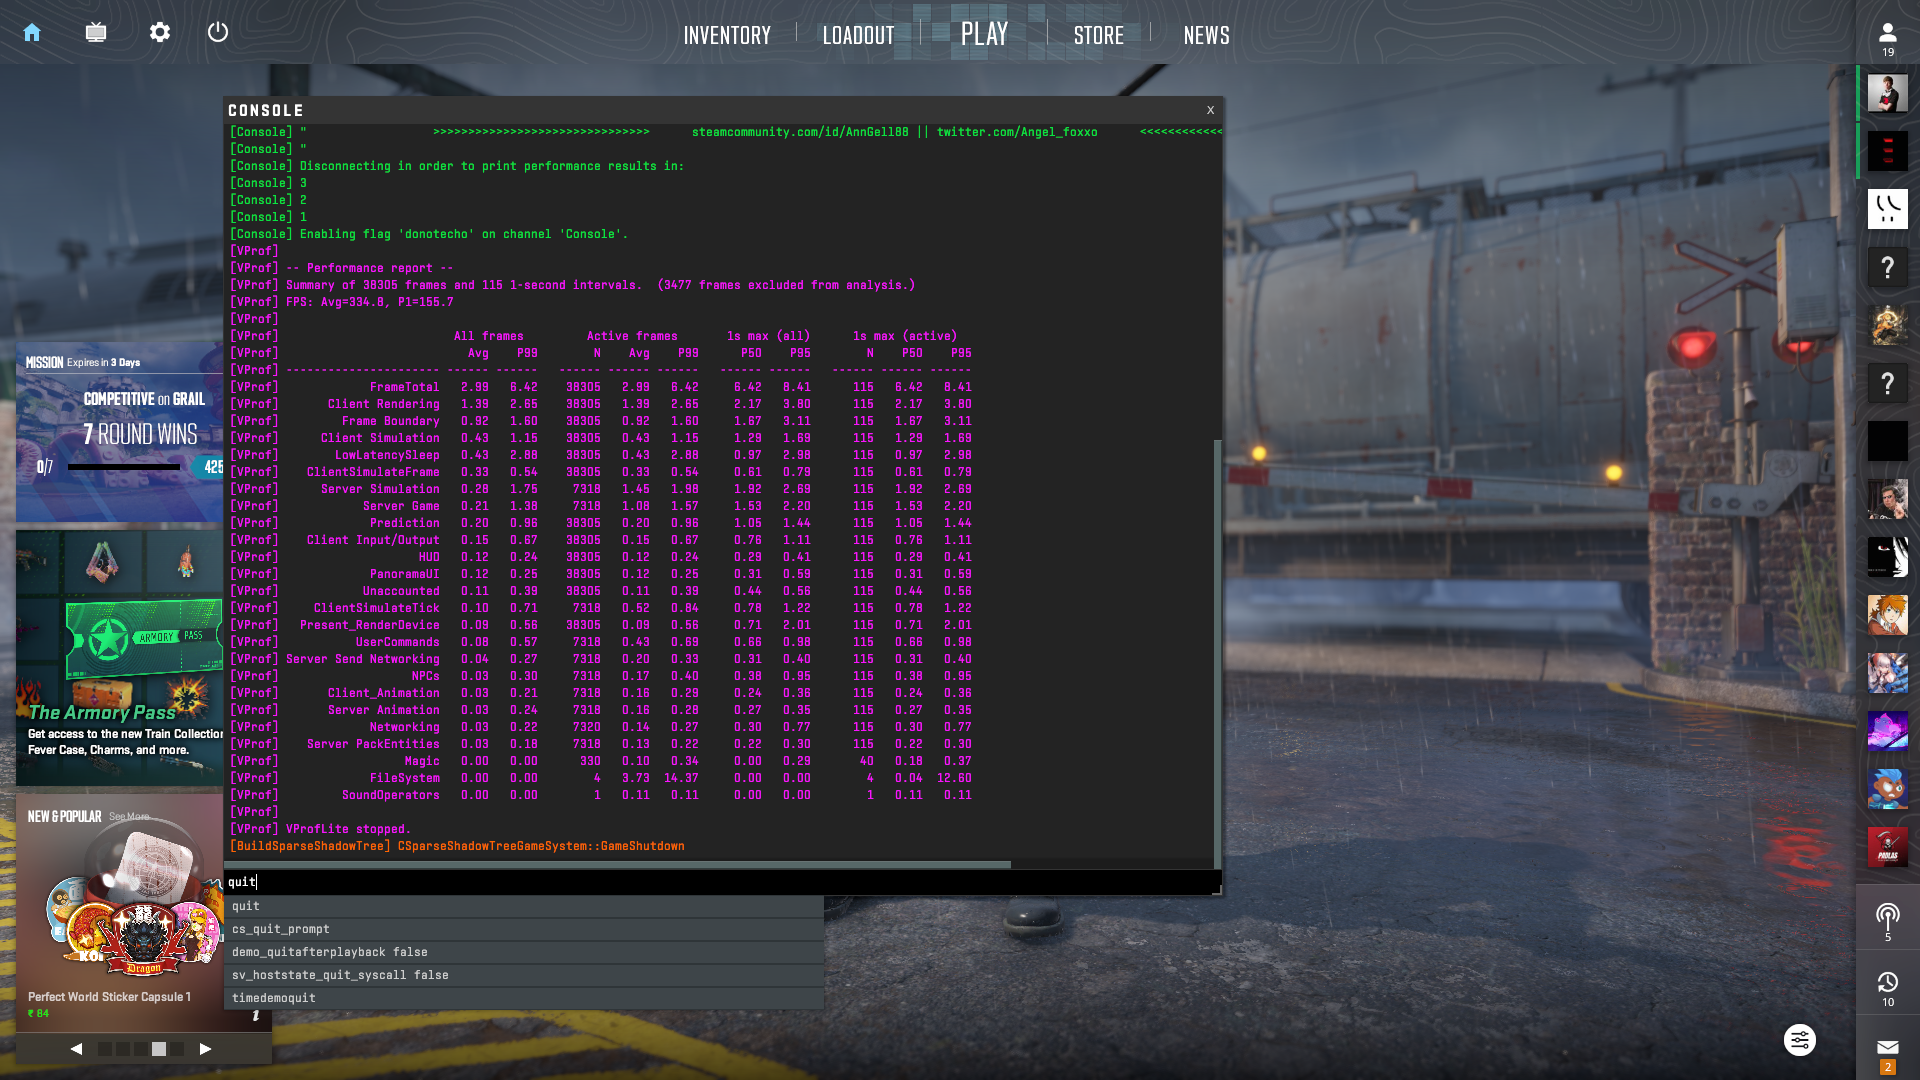 INVENTORY
LOADOUT
PLAY
STORE
NEWS
19
CONSOLE
X
[Console] " >>>>>>>>>>>>>>>>>>>>>>>>>>>>>>> steamcommunity.com/id/AnnGell88 || twitter.com/Angel_foxxo <<<<<<<<<<<<
[Console] "
[Console] Disconnecting in order to print performance results in:
[Console] 3
[Console] 2
[Console] 1
[Console] Enabling flag 'donotecho' on channel 'Console'.
[VProf]
[VProf] -- Performance report --
[VProf] Summary of 38305 frames and 115 1-second intervals. (3477 frames excluded from analysis.)
[VProf] FPS: Avg=334.8, P1=155.7
[VProf]
[VProf] All frames Active frames 1s max (all) 1s max (active)
[VProf] Avg P99 N Avg P99 P50 P95 N P50 P95
[VProf] ---------------------- ------ ------ ------ ------ ------ ------ ------ ------ ------ ------
[VProf] FrameTotal 2.99 6.42 38305 2.99 6.42 6.42 8.41 115 6.42 8.41
[VProf] Client Rendering 1.39 2.65 38305 1.39 2.65 2.17 3.80 115 2.17 3.80
[VProf] Frame Boundary 0.92 1.60 38305 0.92 1.60 1.67 3.11 115 1.67 3.11
[VProf] Client Simulation 0.43 1.15 38305 0.43 1.15 1.29 1.69 115 1.29 1.69
[VProf] LowLatencySleep 0.43 2.88 38305 0.43 2.88 0.97 2.98 115 0.97 2.98
[VProf] ClientSimulateFrame 0.33 0.54 38305 0.33 0.54 0.61 0.79 115 0.61 0.79
[VProf] Server Simulation 0.28 1.75 7318 1.45 1.98 1.92 2.69 115 1.92 2.69
[VProf] Server Game 0.21 1.38 7318 1.08 1.57 1.53 2.20 115 1.53 2.20
[VProf] Prediction 0.20 0.96 38305 0.20 0.96 1.05 1.44 115 1.05 1.44
[VProf] Client Input/Output 0.15 0.67 38305 0.15 0.67 0.76 1.11 115 0.76 1.11
[VProf] HUD 0.12 0.24 38305 0.12 0.24 0.29 0.41 115 0.29 0.41
[VProf] PanoramaUI 0.12 0.25 38305 0.12 0.25 0.31 0.59 115 0.31 0.59
[VProf] Unaccounted 0.11 0.39 38305 0.11 0.39 0.44 0.56 115 0.44 0.56
[VProf] ClientSimulateTick 0.10 0.71 7318 0.52 0.84 0.78 1.22 115 0.78 1.22
[VProf] Present_RenderDevice 0.09 0.56 38305 0.09 0.56 0.71 2.01 115 0.71 2.01
[VProf] UserCommands 0.08 0.57 7318 0.43 0.69 0.66 0.98 115 0.66 0.98
[VProf] Server Send Networking 0.04 0.27 7318 0.20 0.33 0.31 0.40 115 0.31 0.40
[VProf] NPCs 0.03 0.30 7318 0.17 0.40 0.38 0.95 115 0.38 0.95
[VProf] Client_Animation 0.03 0.21 7318 0.16 0.29 0.24 0.36 115 0.24 0.36
[VProf] Server Animation 0.03 0.24 7318 0.16 0.28 0.27 0.35 115 0.27 0.35
[VProf] Networking 0.03 0.22 7320 0.14 0.27 0.30 0.77 115 0.30 0.77
[VProf] Server PackEntities 0.03 0.18 7318 0.13 0.22 0.22 0.30 115 0.22 0.30
[VProf] Magic 0.00 0.00 330 0.10 0.34 0.00 0.29 40 0.18 0.37
[VProf] FileSystem 0.00 0.00 4 3.73 14.37 0.00 0.00 4 0.04 12.60
[VProf] SoundOperators 0.00 0.00 1 0.11 0.11 0.00 0.00 1 0.11 0.11
[VProf]
[VProf] VProfLite stopped.
[BuildSparseShadowTree] CSparseShadowTreeGameSystem::GameShutdown
quit
quit
cs_quit_prompt
demo_quitafterplayback false
sv_hoststate_quit_syscall false
timedemoquit
MISSION Expires in 3 Days
COMPETITIVE on GRAIL
7 ROUND WINS
0/7
425
ARMORY PASS
The Armory Pass
Get access to the new Train Collection
Fever Case, Charms, and more.
NEW & POPULAR See More
Dragon
Perfect World Sticker Capsule 1
₹ 84
i
?
?
PROLAS
5
10
2